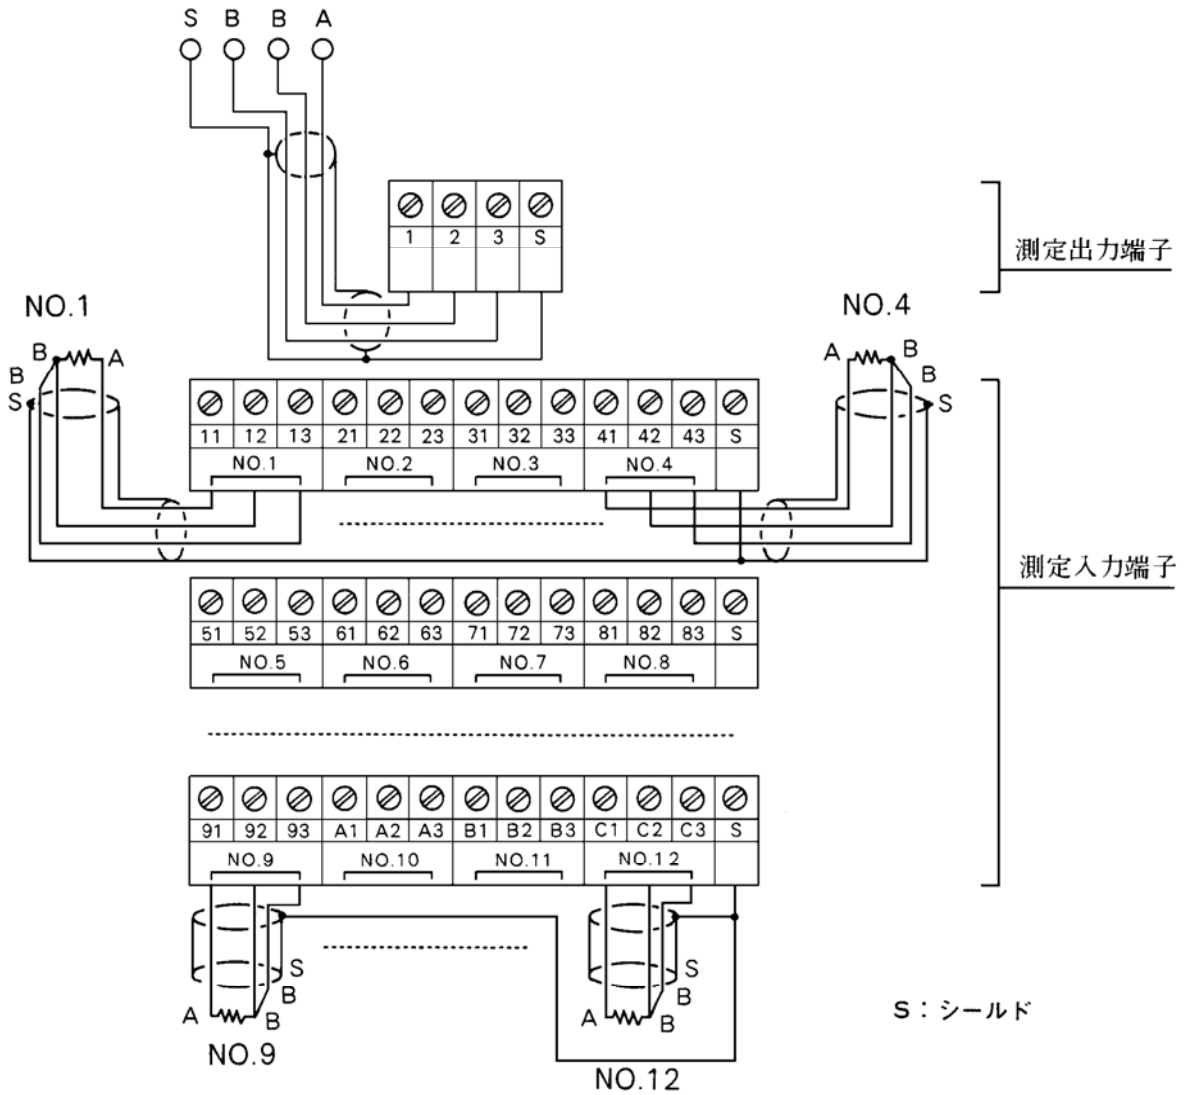 S B B A
1 2 3 S
測定出力端子
NO.1
NO.4
B A
B
S
A B
B
S
11 12 13 21 22 23 31 32 33 41 42 43 S
NO.1 NO.2 NO.3 NO.4
測定入力端子
51 52 53 61 62 63 71 72 73 81 82 83 S
NO.5 NO.6 NO.7 NO.8
91 92 93 A1 A2 A3 B1 B2 B3 C1 C2 C3 S
NO.9 NO.10 NO.11 NO.12
S
B
A B
NO.9
S
B
A B
NO.12
S：シールド